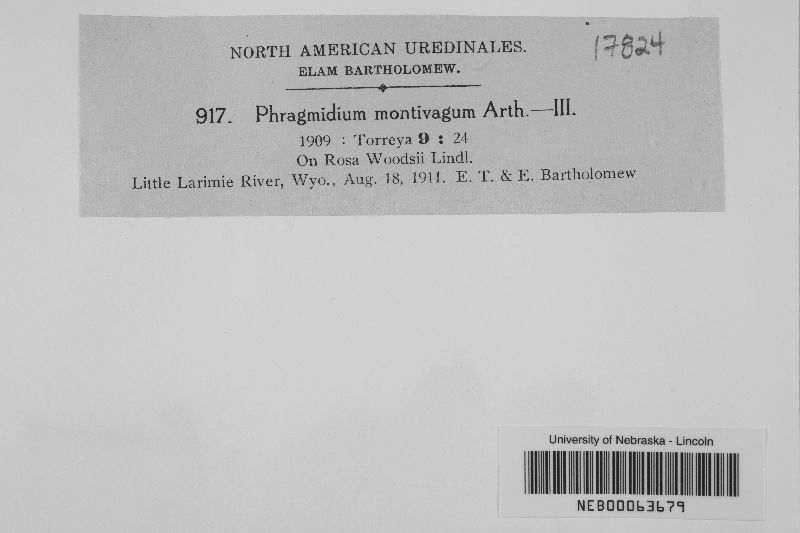 NORTH AMERICAN UREDINALES.
17824
ELAM BARTHOLOMEW.
917. Phragmidium montivagum Arth.—III.
1909 : Torreya 9 : 24
On Rosa Woodsii Lindl.
Little Larimie River, Wyo., Aug. 18, 1911. E. T. & E. Bartholomew
University of Nebraska - Lincoln
NEB00063679